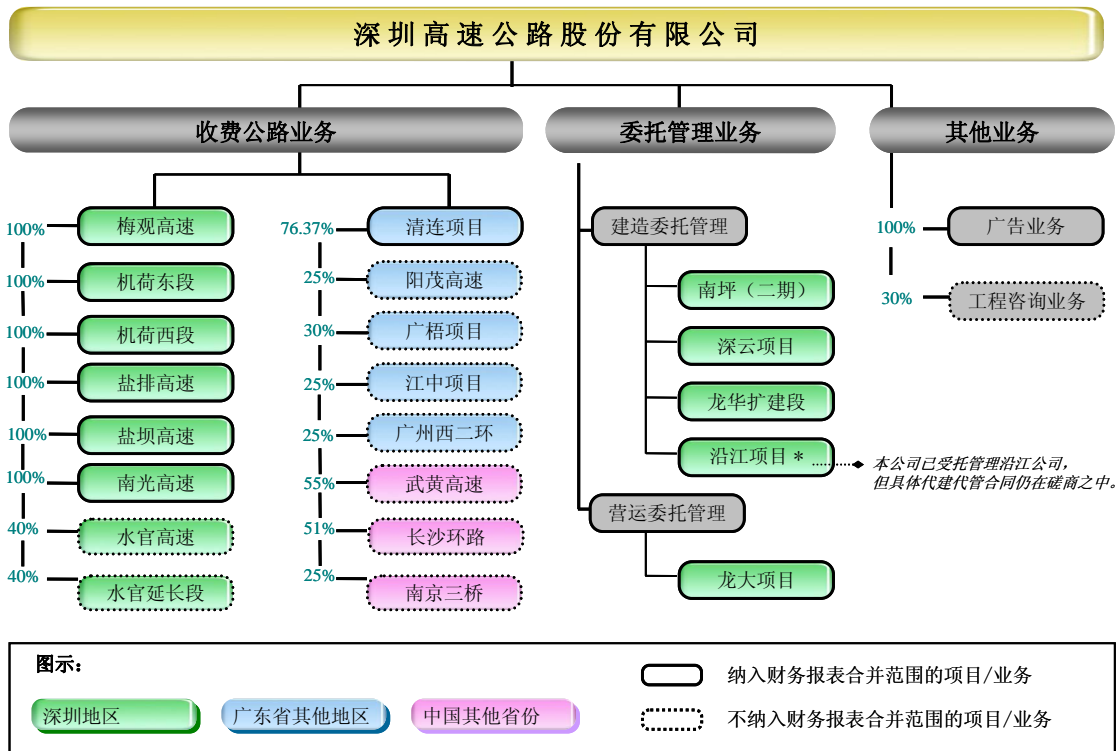 深圳高速公路股份有限公司
收费公路业务
委托管理业务
其他业务
100% 梅观高速
100% 机荷东段
100% 机荷西段
100% 盐排高速
100% 盐坝高速
100% 南光高速
40% 水官高速
40% 水官延长段
76.37% 清连项目
25% 阳茂高速
30% 广梧项目
25% 江中项目
25% 广州西二环
55% 武黄高速
51% 长沙环路
25% 南京三桥
建造委托管理
南坪（二期）
深云项目
龙华扩建段
沿江项目*
本公司已受托管理沿江公司，
但具体代建代管合同仍在磋商之中。
营运委托管理
龙大项目
100% 广告业务
30% 工程咨询业务
图示：
深圳地区
广东省其他地区
中国其他省份
纳入财务报表合并范围的项目/业务
不纳入财务报表合并范围的项目/业务